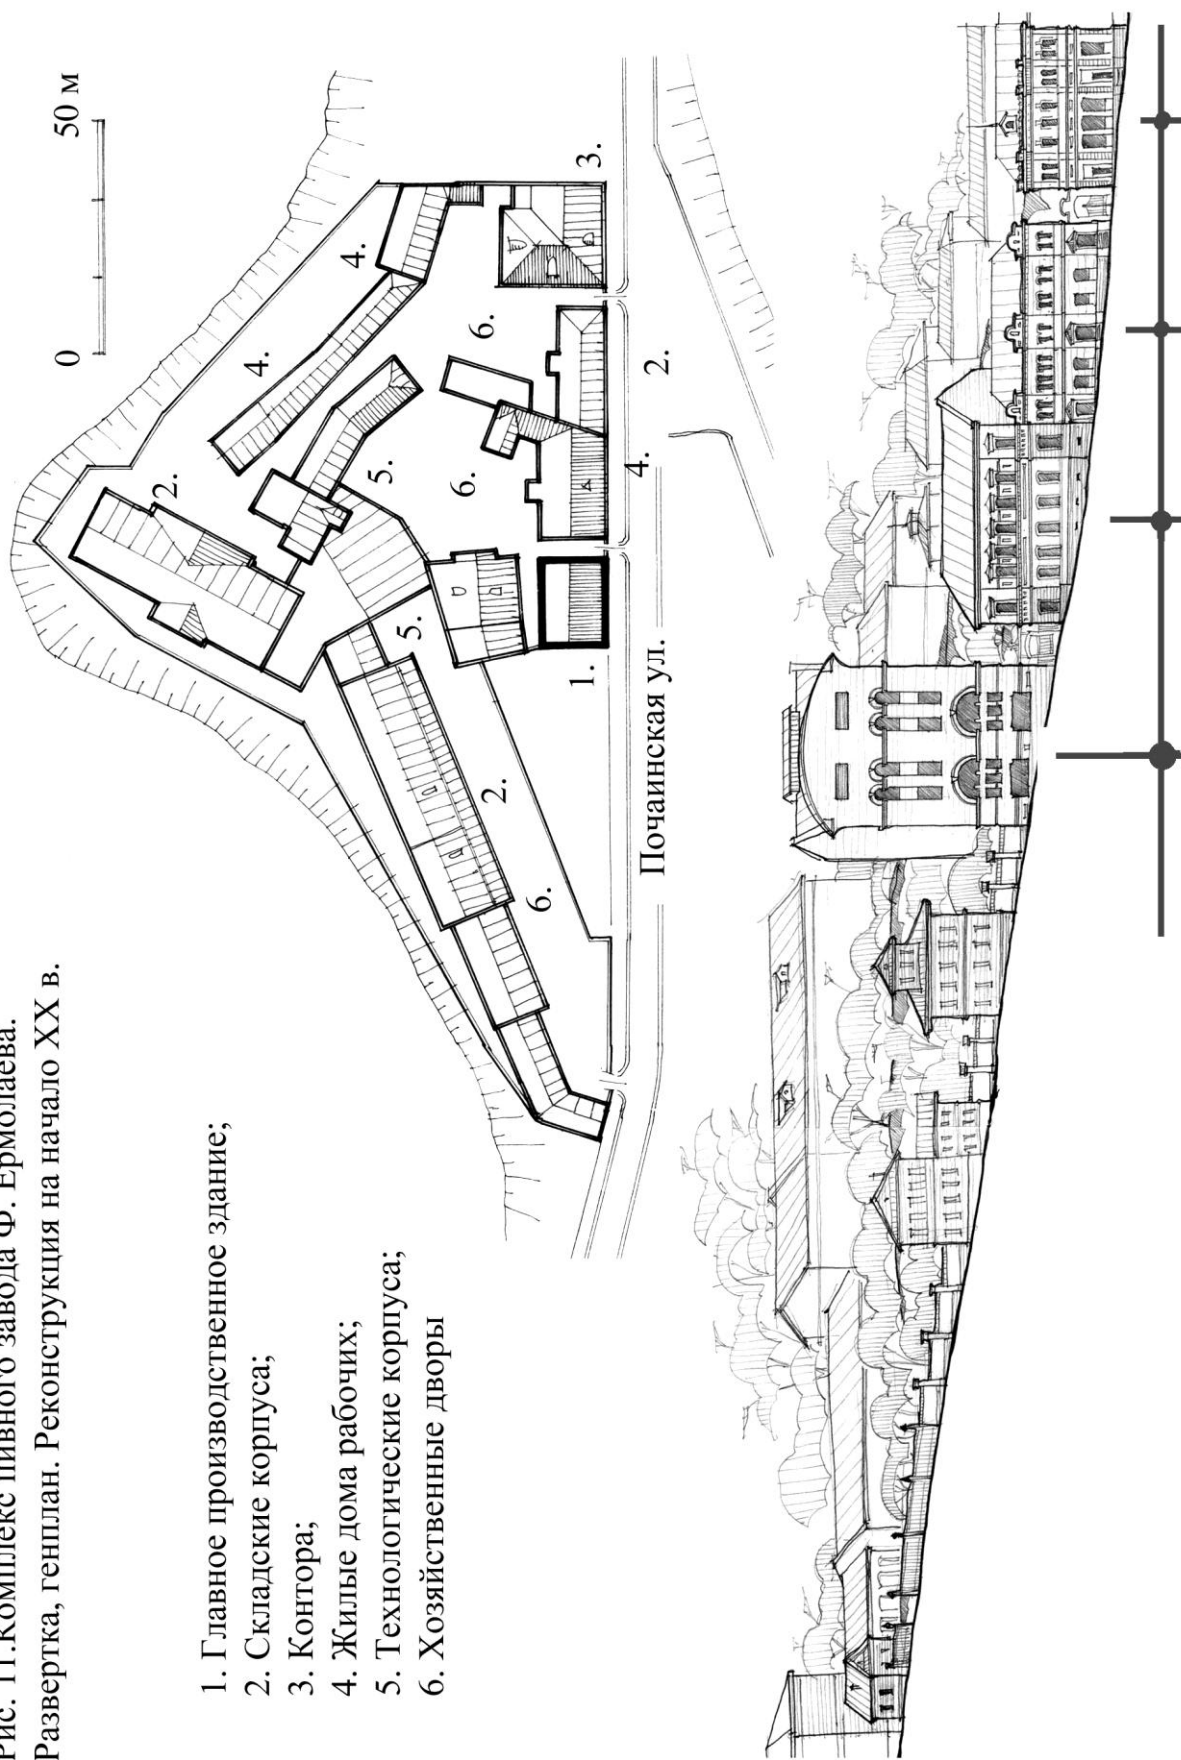 Рис. 11.Комплекс пивного завода Ф. Ермолаева.
Развертка, генплан. Реконструкция на начало XX в.
0 50 м
1. Главное производственное здание;
2. Складские корпуса;
3. Контора;
4. Жилые дома рабочих;
5. Технологические корпуса;
6. Хозяйственные дворы
2.
4.
4.
5.
5.
6.
6.
2.
6.
1.
3.
4.
2.
Почаинская ул.